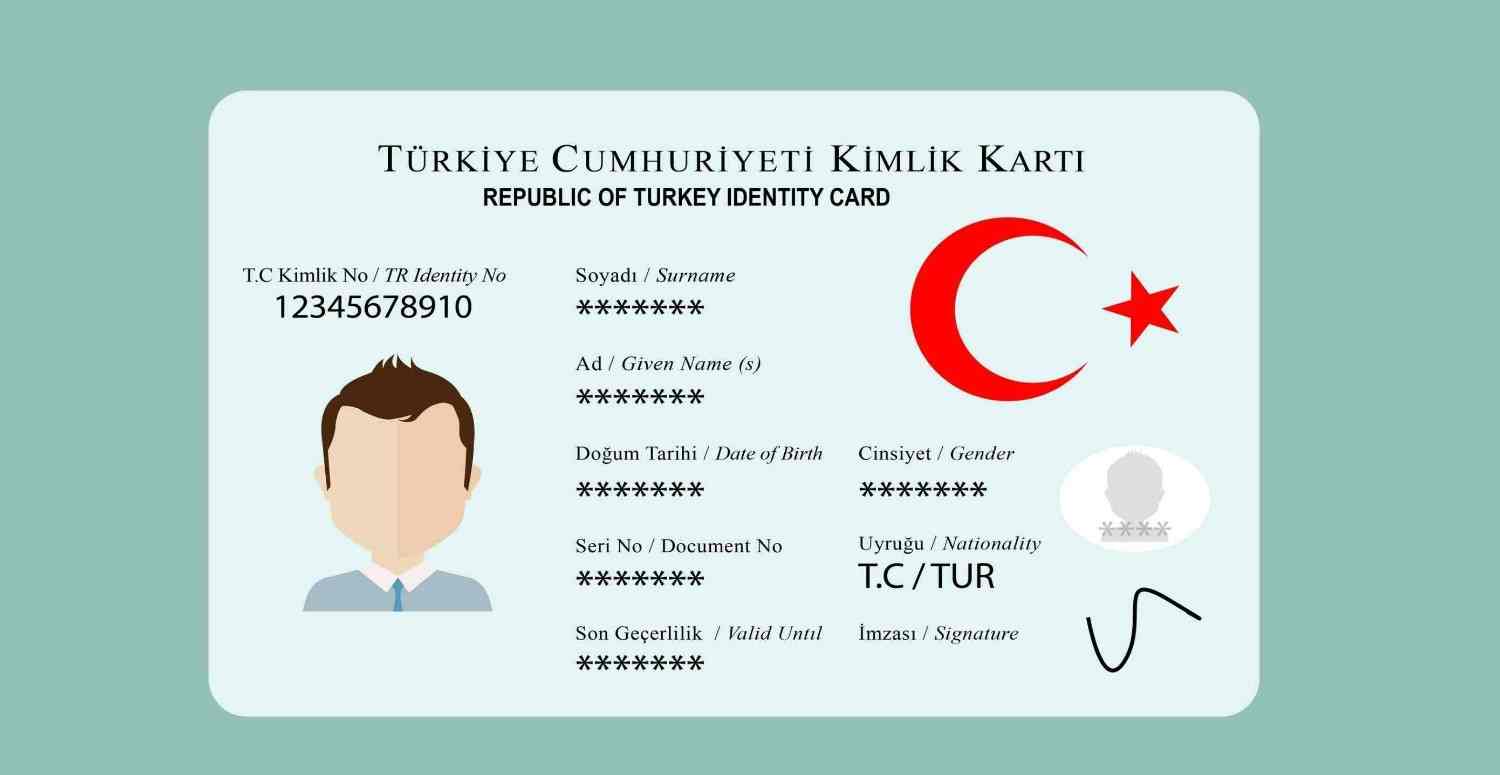 TÜRKİYE CUMHURİYETİ KİMLİK KARTI
REPUBLIC OF TURKEY IDENTITY CARD
T.C Kimlik No / TR Identity No
12345678910
Soyadı / Surname
*******
Ad / Given Name (s)
*******
Doğum Tarihi / Date of Birth
*******
Cinsiyet / Gender
*******
****
Seri No / Document No
*******
Uyruğu / Nationality
T.C / TUR
Son Geçerlilik / Valid Untıl
*******
İmzası / Signature